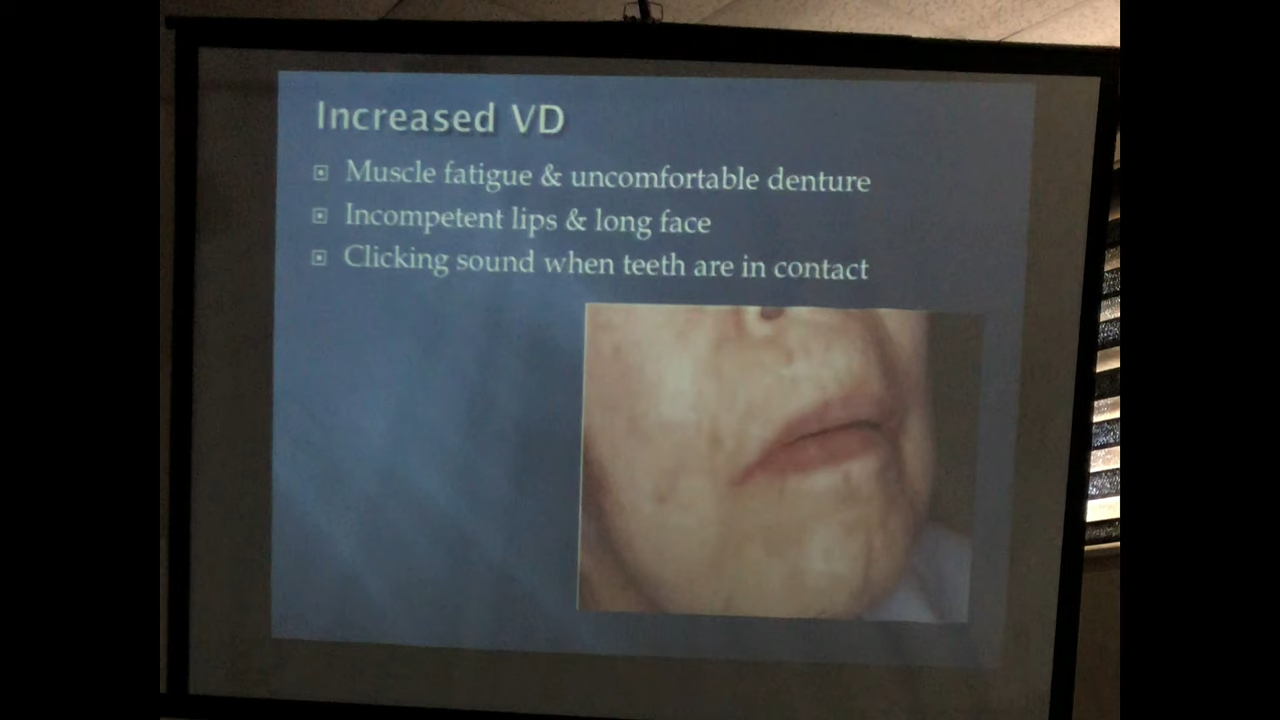 Increased VD
Muscle fatigue & uncomfortable denture
Incompetent lips & long face
Clicking sound when teeth are in contact